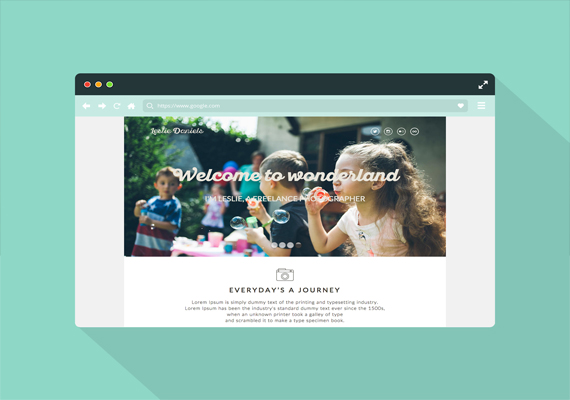 https://www.google.com
Leslie Daniels
Welcome to wonderland
I'M LESLIE, A FREELANCE PHOTOGRAPHER
EVERYDAY'S A JOURNEY
Lorem Ipsum is simply dummy text of the printing and typesetting industry.
Lorem Ipsum has been the industry's standard dummy text ever since the 1500s,
when an unknown printer took a galley of type
and scrambled it to make a type specimen book.